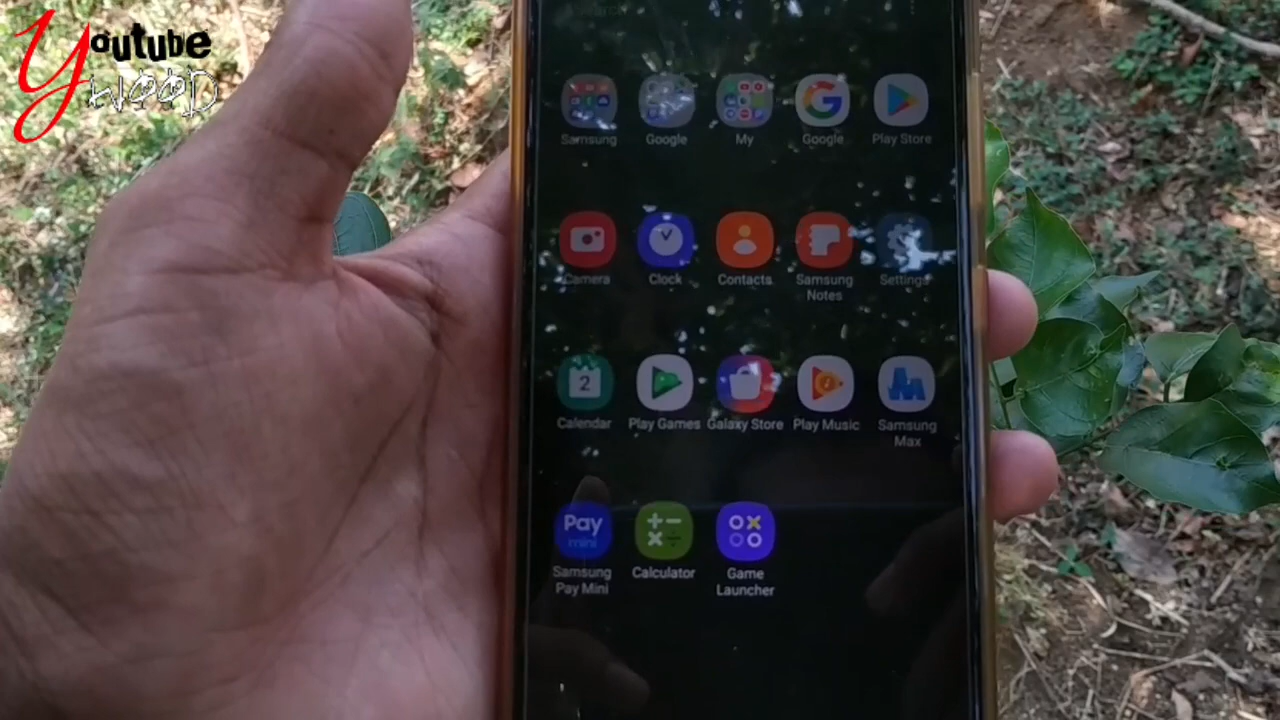 Youtube
WOOD
Samsung
Google
My
Google
Play Store
Camera
Clock
Contacts
Samsung
Notes
Settings
2
Calendar
Play Games
Galaxy Store
Play Music
Samsung
Max
Pay
mini
Samsung
Pay Mini
Calculator
Game
Launcher